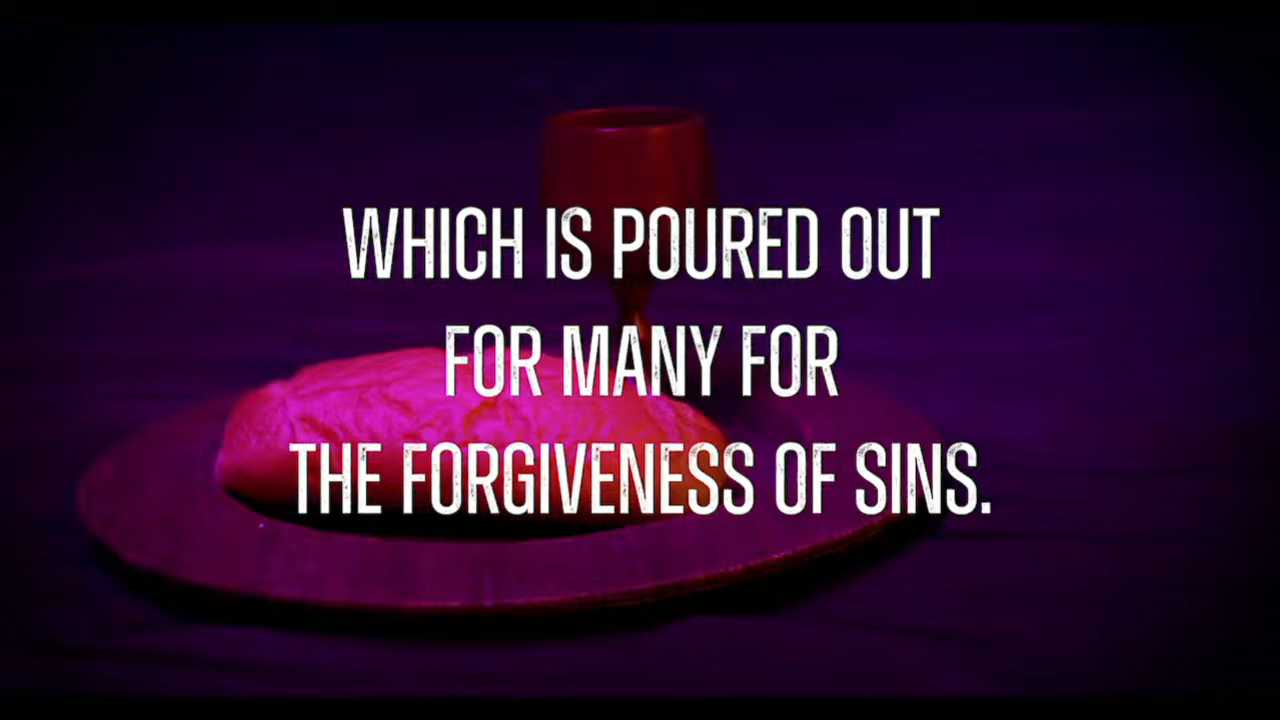 WHICH IS POURED OUT
FOR MANY FOR
THE FORGIVENESS OF SINS.